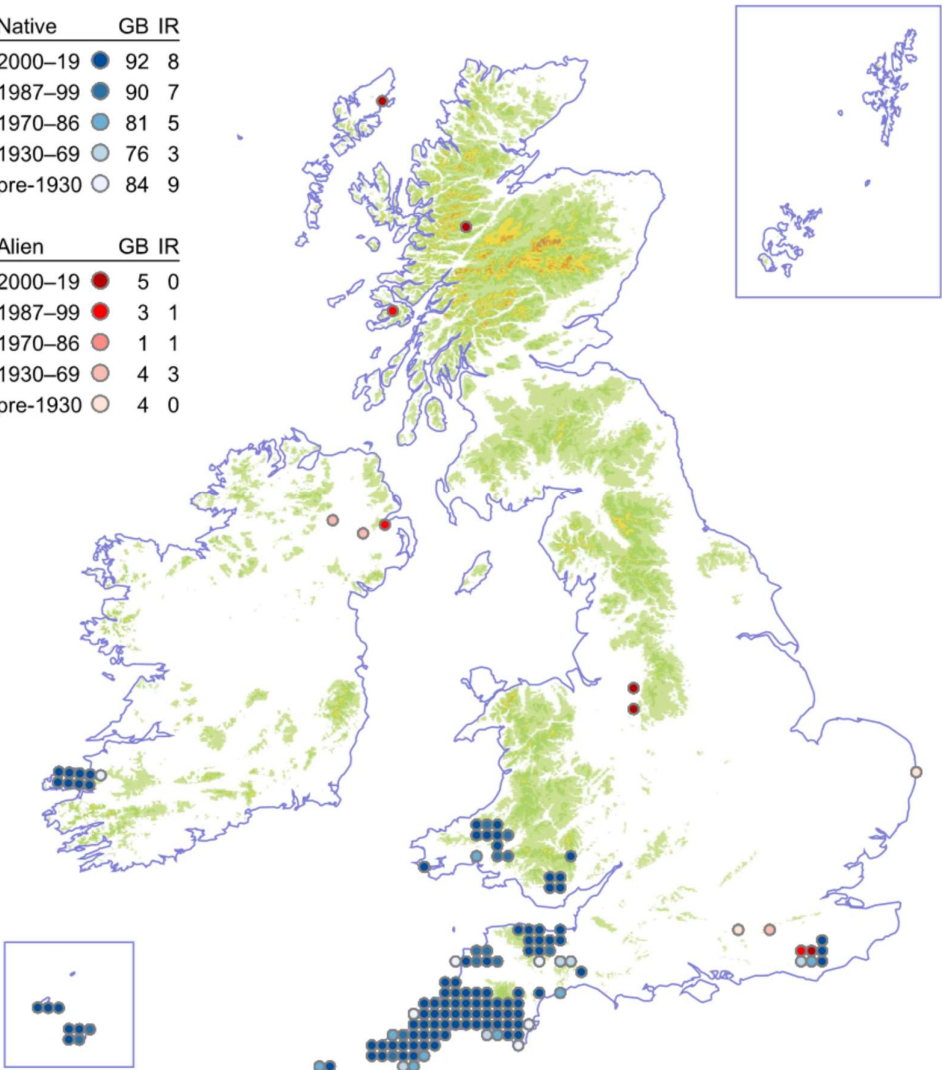 Native GB IR
2000–19 92 8
1987–99 90 7
1970–86 81 5
1930–69 76 3
pre-1930 84 9
Alien GB IR
2000–19 5 0
1987–99 3 1
1970–86 1 1
1930–69 4 3
pre-1930 4 0